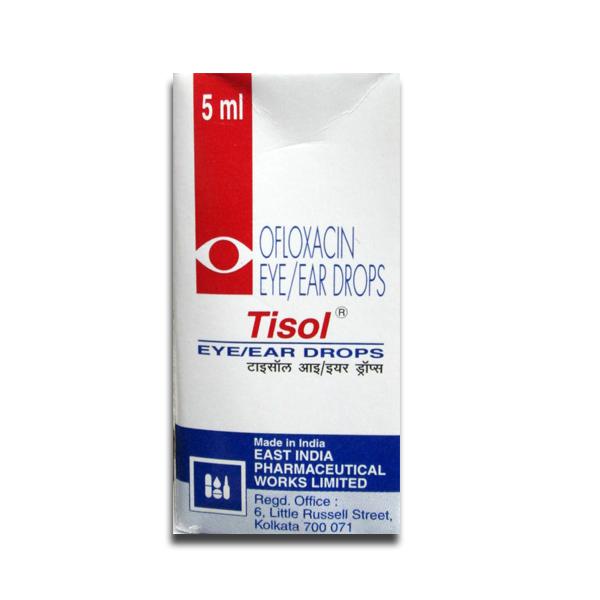 5 ml
OFLOXACIN
EYE/EAR DROPS
Tisol ®
EYE/EAR DROPS
टाइसॉल आइ/इयर ड्रॉप्स
Made in India
EAST INDIA
PHARMACEUTICAL
WORKS LIMITED
Regd. Office :
6, Little Russell Street,
Kolkata 700 071